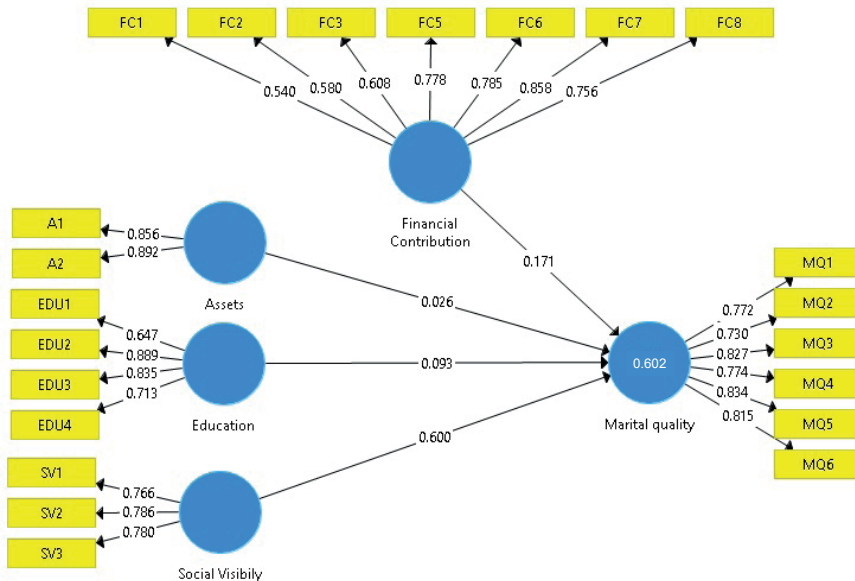 FC1 FC2 FC3 FC5 FC6 FC7 FC8
0.540 0.580 0.608 0.778 0.785 0.858 0.756
Financial
Contribution
A1
A2
0.856
0.892
Assets
EDU1
EDU2
EDU3
EDU4
0.647
0.889
0.835
0.713
Education
SV1
SV2
SV3
0.766
0.786
0.780
Social Visibily
0.171
0.026
0.093
0.600
0.602
Marital quality
0.772
0.730
0.827
0.774
0.834
0.815
MQ1
MQ2
MQ3
MQ4
MQ5
MQ6